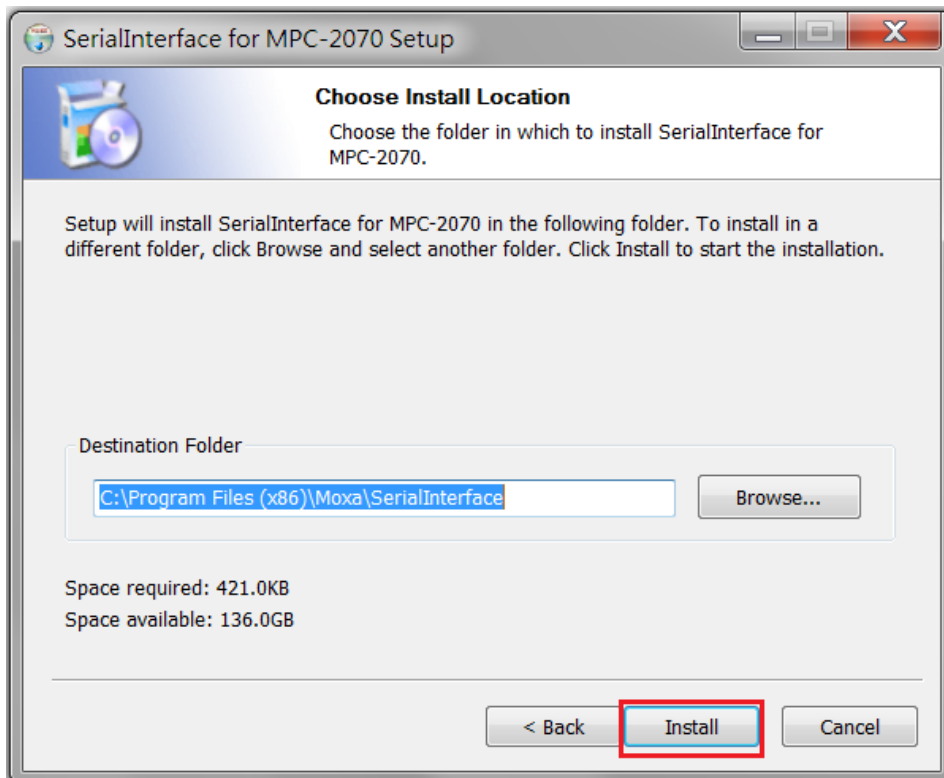 SerialInterface for MPC-2070 Setup
Choose Install Location
Choose the folder in which to install SerialInterface for
MPC-2070.
Setup will install SerialInterface for MPC-2070 in the following folder. To install in a
different folder, click Browse and select another folder. Click Install to start the installation.
Destination Folder
C:\Program Files (x86)\Moxa\SerialInterface
Browse...
Space required: 421.0KB
Space available: 136.0GB
< Back Install Cancel